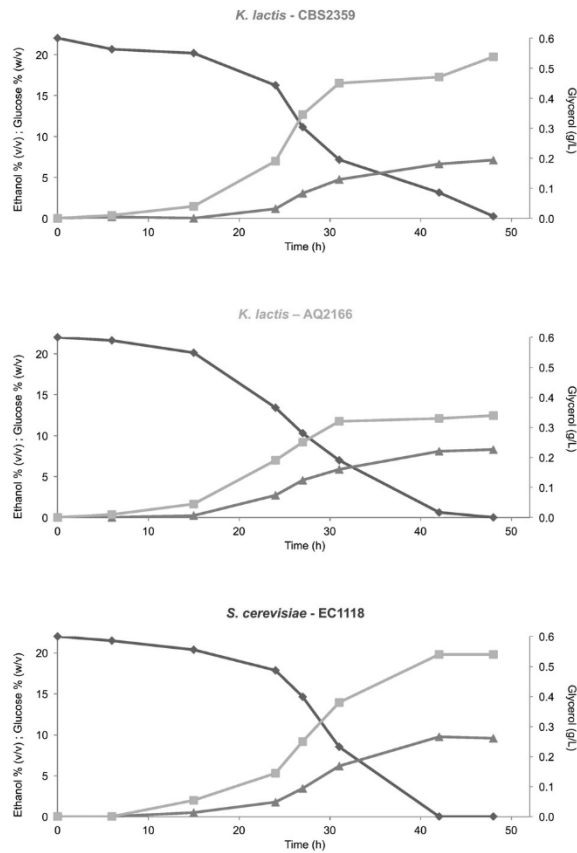 K. lactis - CBS2359
Ethanol % (v/v) ; Glucose % (w/v)
20
15
10
5
0
0.6
0.5
0.4
0.3
0.2
0.1
0.0
Glycerol (g/L)
0 10 20 30 40 50
Time (h)
K. lactis – AQ2166
Ethanol % (v/v) ; Glucose % (w/v)
20
15
10
5
0
0.6
0.5
0.4
0.3
0.2
0.1
0.0
Glycerol (g/L)
0 10 20 30 40 50
Time (h)
S. cerevisiae - EC1118
Ethanol % (v/v) ; Glucose % (w/v)
20
15
10
5
0
0.6
0.5
0.4
0.3
0.2
0.1
0.0
Glycerol (g/L)
0 10 20 30 40 50
Time (h)